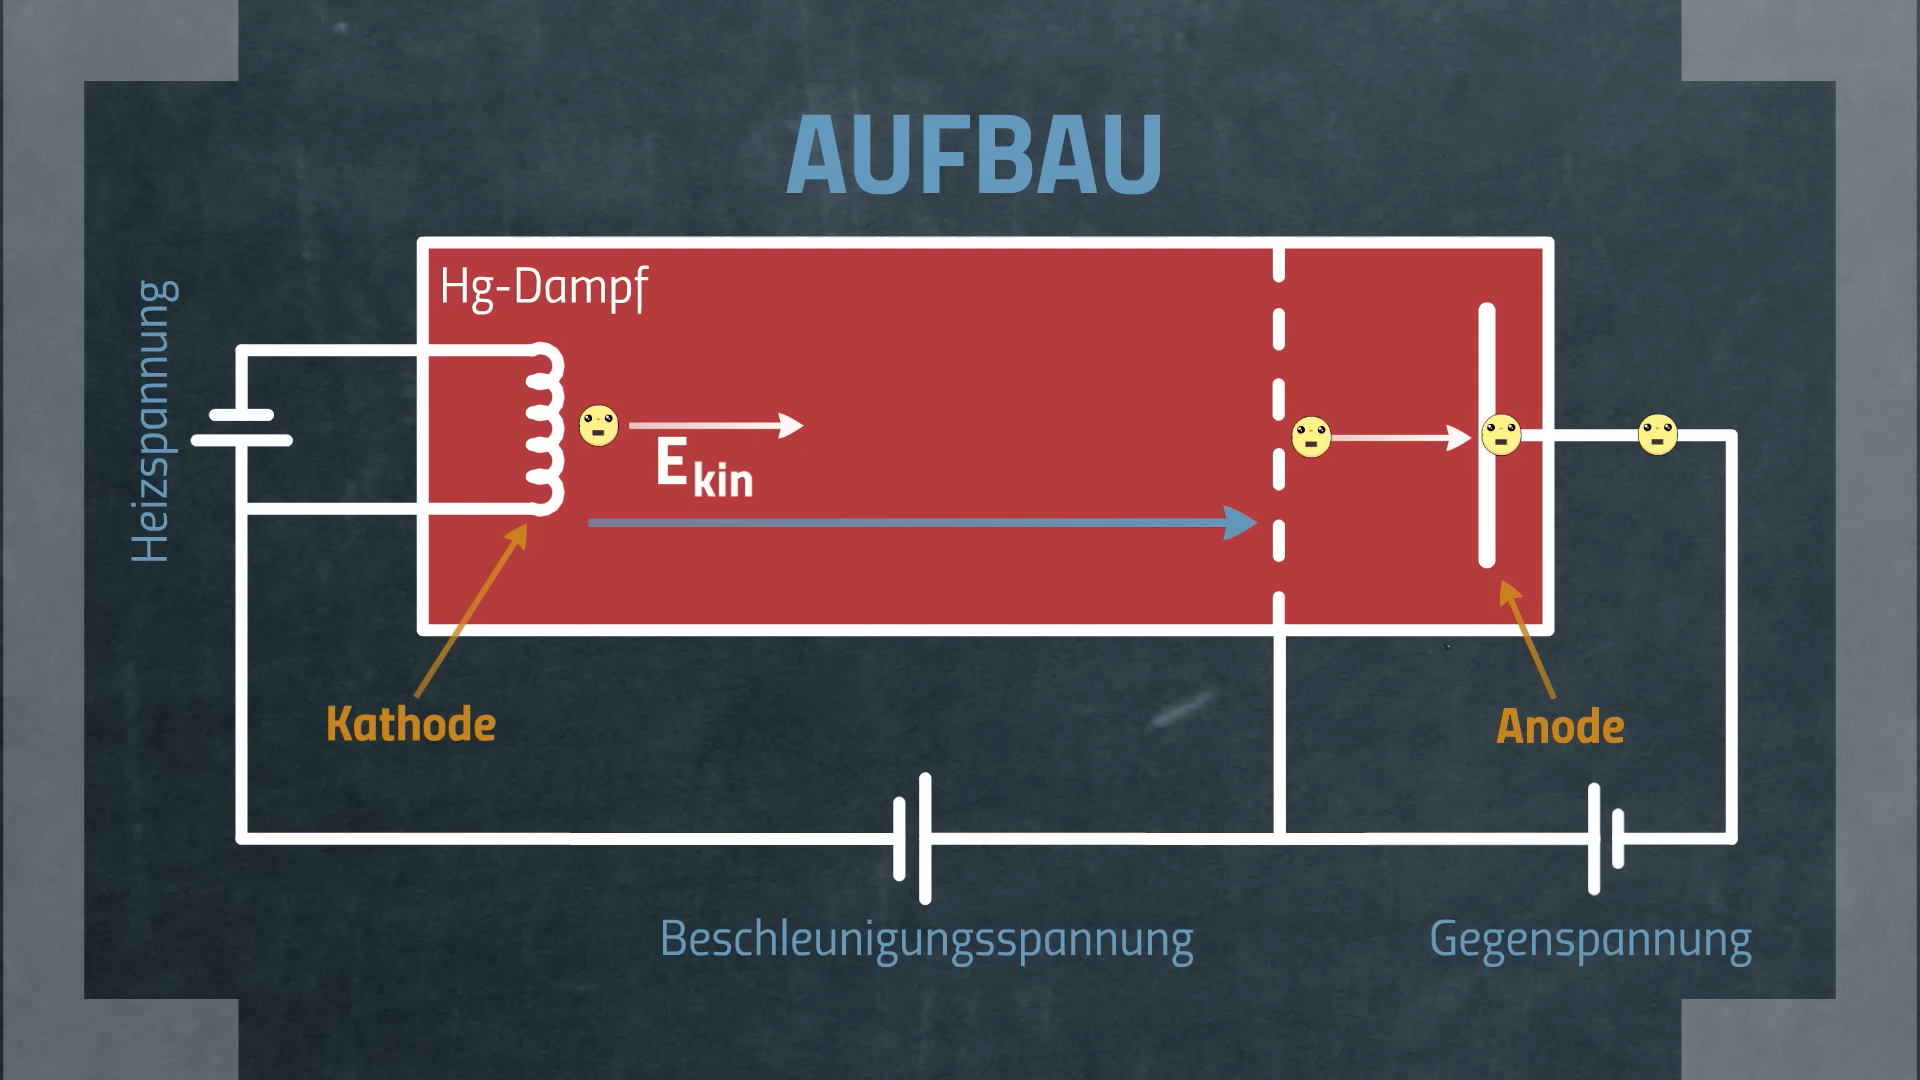 AUFBAU
Hg-Dampf
Heizspannung
Ekin
Kathode
Anode
Beschleunigungsspannung
Gegenspannung